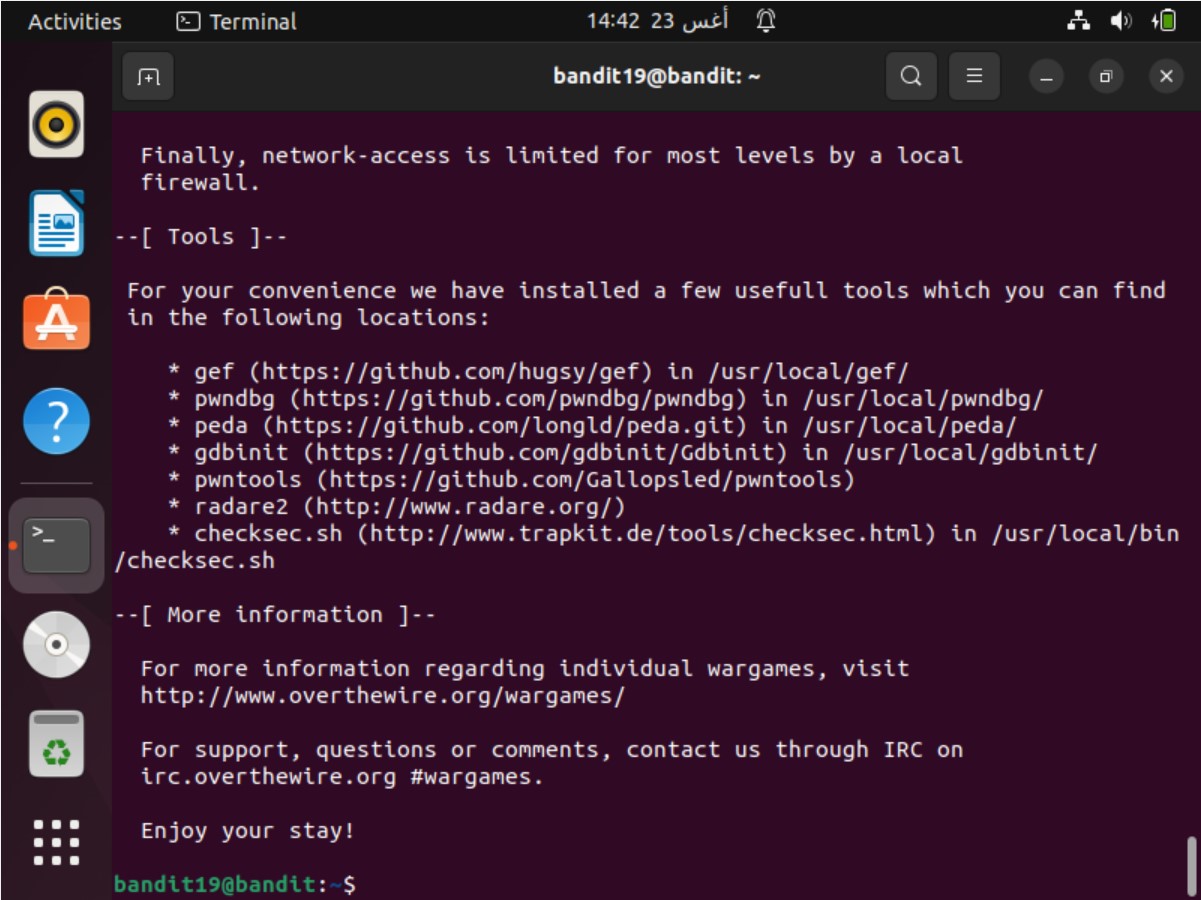 Activities Terminal 14:42 23 أغس
bandit19@bandit: ~
Finally, network-access is limited for most levels by a local
firewall.
--[ Tools ]--
For your convenience we have installed a few usefull tools which you can find
in the following locations:
* gef (https://github.com/hugsy/gef) in /usr/local/gef/
* pwndbg (https://github.com/pwndbg/pwndbg) in /usr/local/pwndbg/
* peda (https://github.com/longld/peda.git) in /usr/local/peda/
* gdbinit (https://github.com/gdbinit/Gdbinit) in /usr/local/gdbinit/
* pwntools (https://github.com/Gallopsled/pwntools)
* radare2 (http://www.radare.org/)
* checksec.sh (http://www.trapkit.de/tools/checksec.html) in /usr/local/bin
/checksec.sh
--[ More information ]--
For more information regarding individual wargames, visit
http://www.overthewire.org/wargames/
For support, questions or comments, contact us through IRC on
irc.overthewire.org #wargames.
Enjoy your stay!
bandit19@bandit:~$